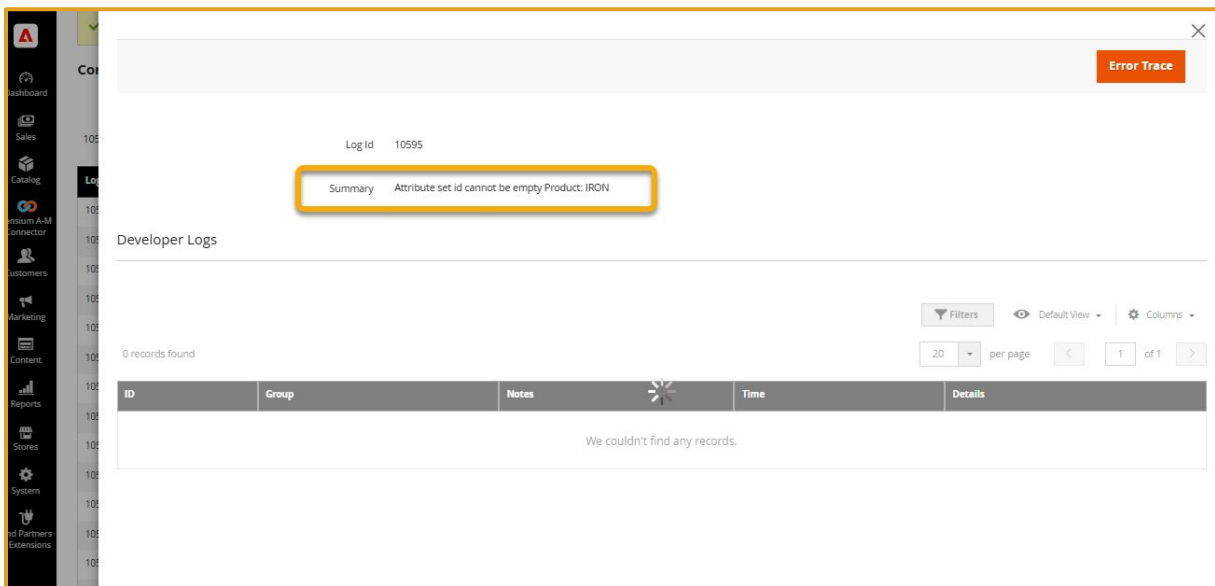 Dashboard
Sales
Catalog
Connector
Customers
Marketing
Content
Reports
Stores
System
Partners
Extensions
Error Trace
Log Id 10595
Summary Attribute set id cannot be empty Product: IRON
Developer Logs
Filters Default View Columns
0 records found 20 per page 1 of 1
ID Group Notes Time Details
We couldn't find any records.